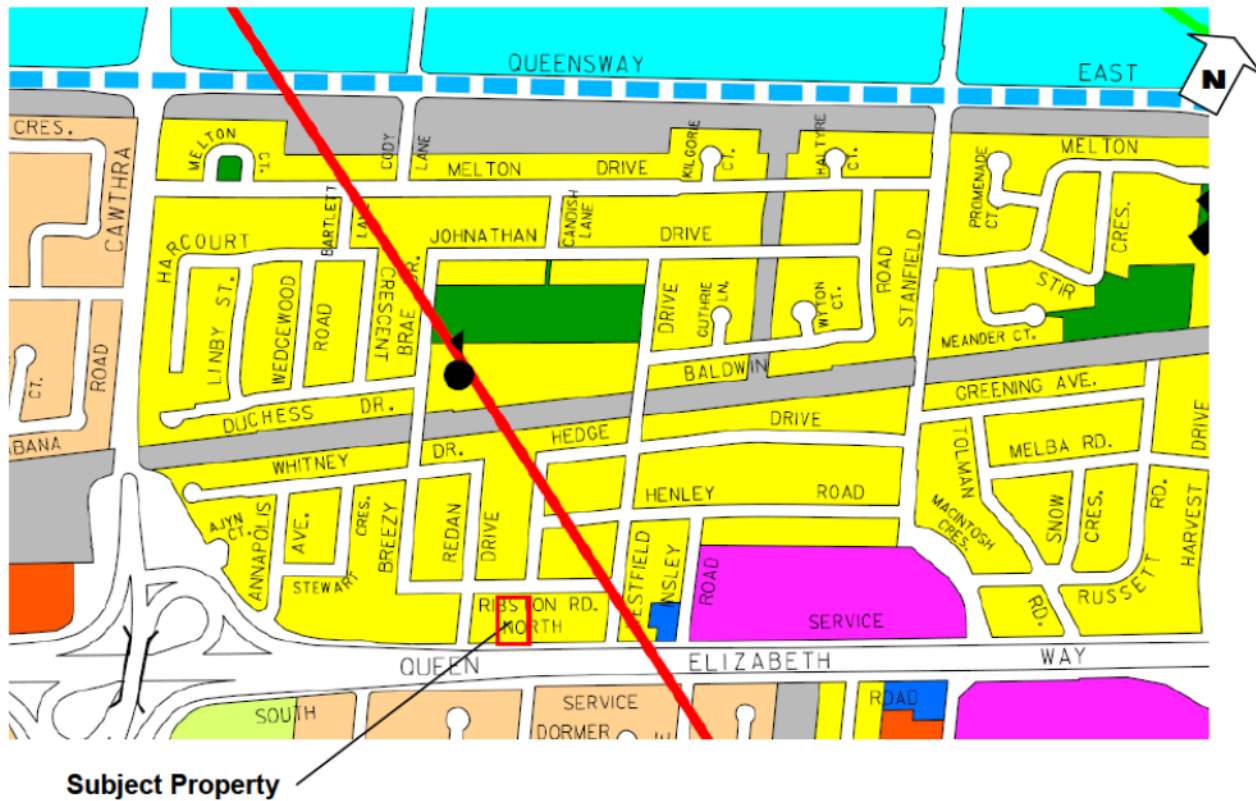 QUEENSWAY
EAST
N
CRES.
MELTON
CT.
CODY
LANE
MELTON
DRIVE
KILGORIE
CT.
HALTYRE
CT.
MELTON
PROMENADE
CT.
CRES.
CAWTHRA
ROAD
BARTLETT
LANE
CANDISH
LANE
HARCOURT
JOHNATHAN
DRIVE
ROAD
STANFIELD
STIR
LINBY ST.
WEDGEWOOD
ROAD
CRESCENT
BRAE
DR.
DRIVE
GUTHRIE
LN.
WYTON
CT.
MEANDER CT.
CT.
BALDWIN
GREENING AVE.
DUCHESS
DR.
ABANA
WHITNEY
DR.
HEDGE
DRIVE
TOLMAN
MELBA RD.
DRIVE
AJYN
CT.
ANNAPOLIS
AVE.
CRES.
BREEZY
REDAN
DRIVE
HENLEY
ROAD
MACINTOSH
CRES.
SNOW
CRES.
RD.
HARVEST
STEWART
ESTFIELD
INSLEY
ROAD
RIBSTON RD.
NORTH
SERVICE
RD.
RUSSETT
QUEEN
ELIZABETH
WAY
SOUTH
SERVICE
ROAD
DORMER
Subject Property